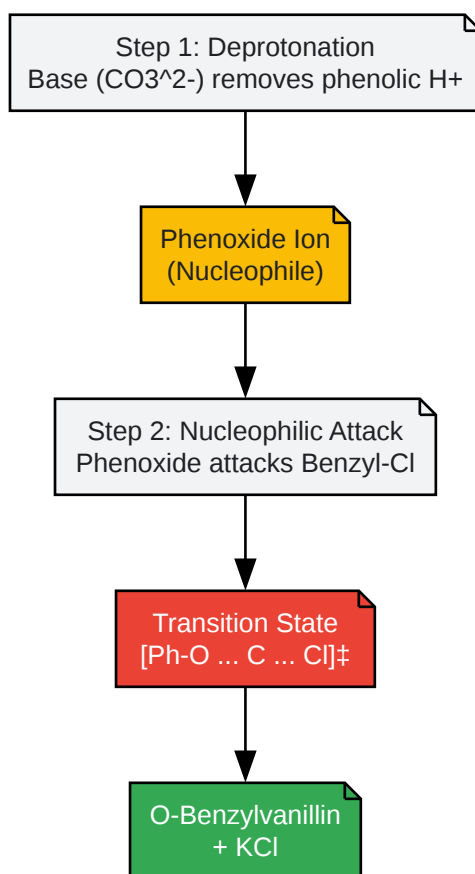 Step 1: Deprotonation
Base (CO3^2-) removes phenolic H+
Phenoxide Ion
(Nucleophile)
Step 2: Nucleophilic Attack
Phenoxide attacks Benzyl-Cl
Transition State
[Ph-O ... C ... Cl]‡
O-Benzylvanillin
+ KCl